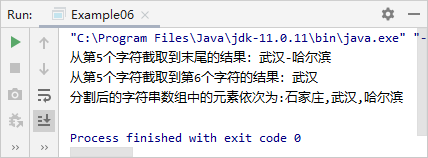 Run: Example06
"C:\Program Files\Java\jdk-11.0.11\bin\java.exe" "-
从第5个字符截取到末尾的结果: 武汉-哈尔滨
从第5个字符截取到第6个字符的结果: 武汉
分割后的字符串数组中的元素依次为:石家庄,武汉,哈尔滨
Process finished with exit code 0